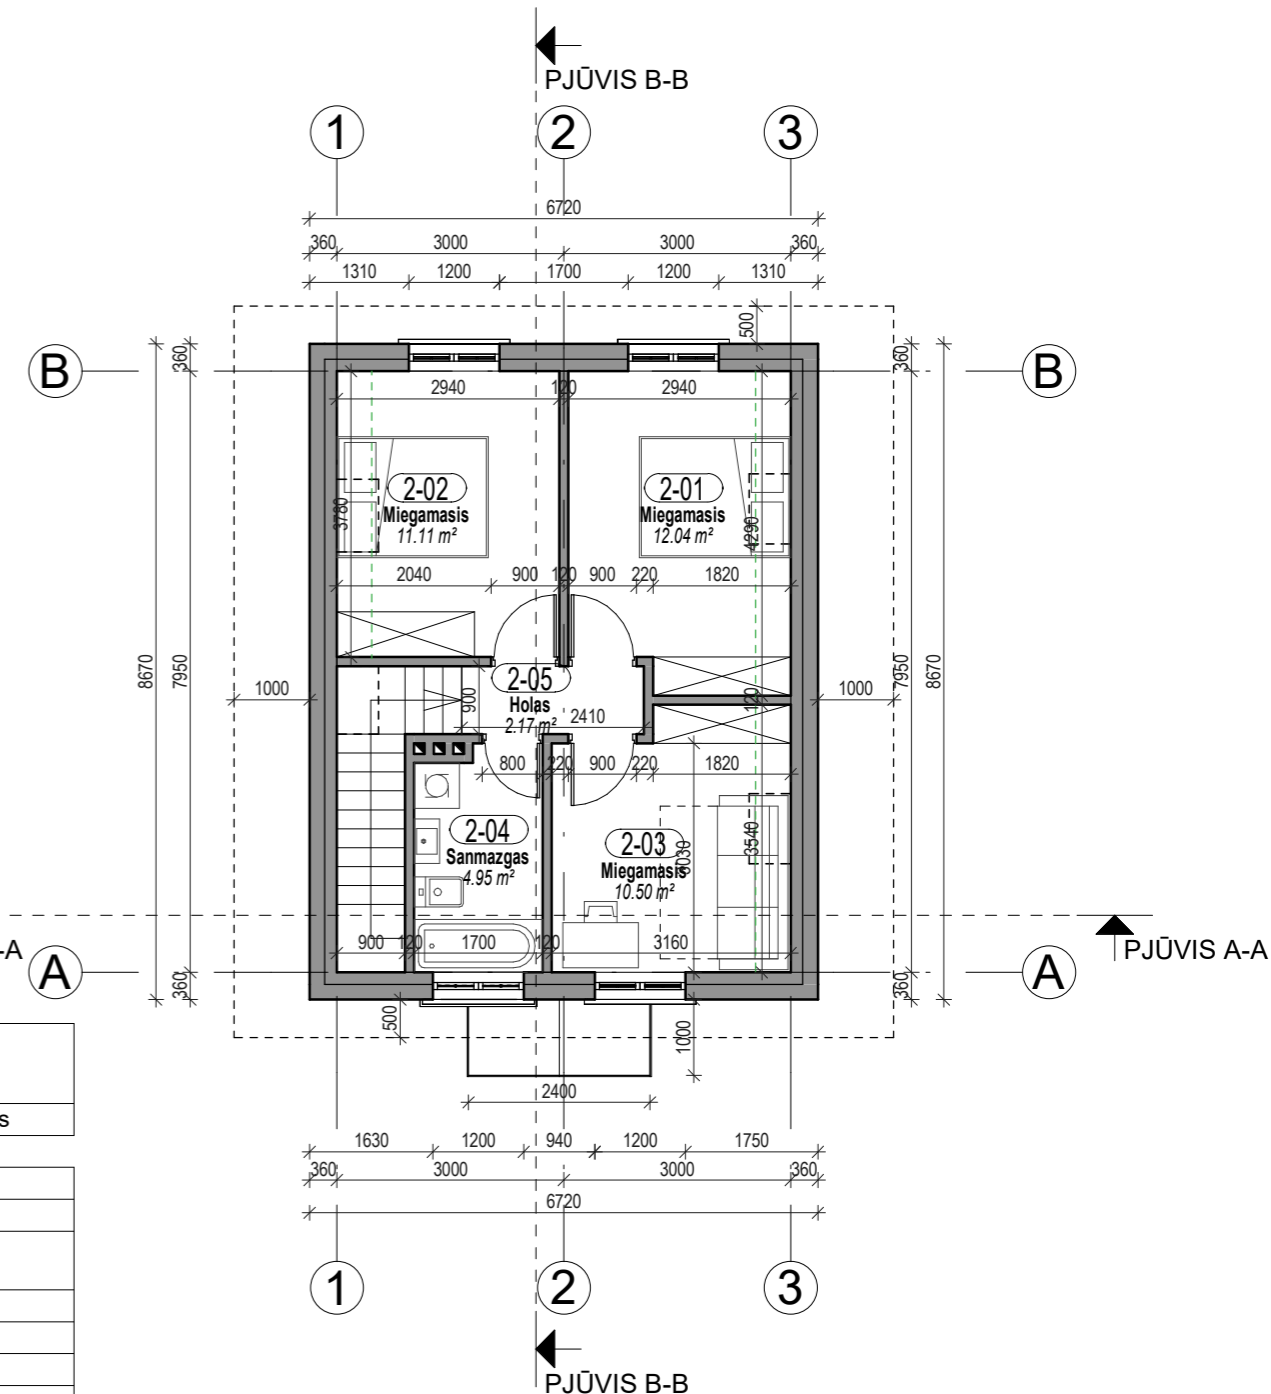 PJŪVIS B-B
1 2 3
6720
360 3000 3000 360
1310 1200 1700 1200 1310
500
B 360 360 B
2940 120 2940
2-02 2-01
Miegamasis Miegamasis
11.11 m² 12.04 m²
3780 4290
2040 900 120 900 220 1820
8670 7950 7950 8670
1000 1000
2-05
Holas
2.17 m²
900 2410 120
800 220 900 220 1820
2-04 2-03
Sanmazgas Miegamasis
4.95 m² 10.50 m²
3030 3540
900 120 1700 120 3160
-A PJŪVIS A-A
A 360 360 A
500 1000
s
2400
1630 1200 940 1200 1750
360 3000 3000 360
6720
1 2 3
PJŪVIS B-B